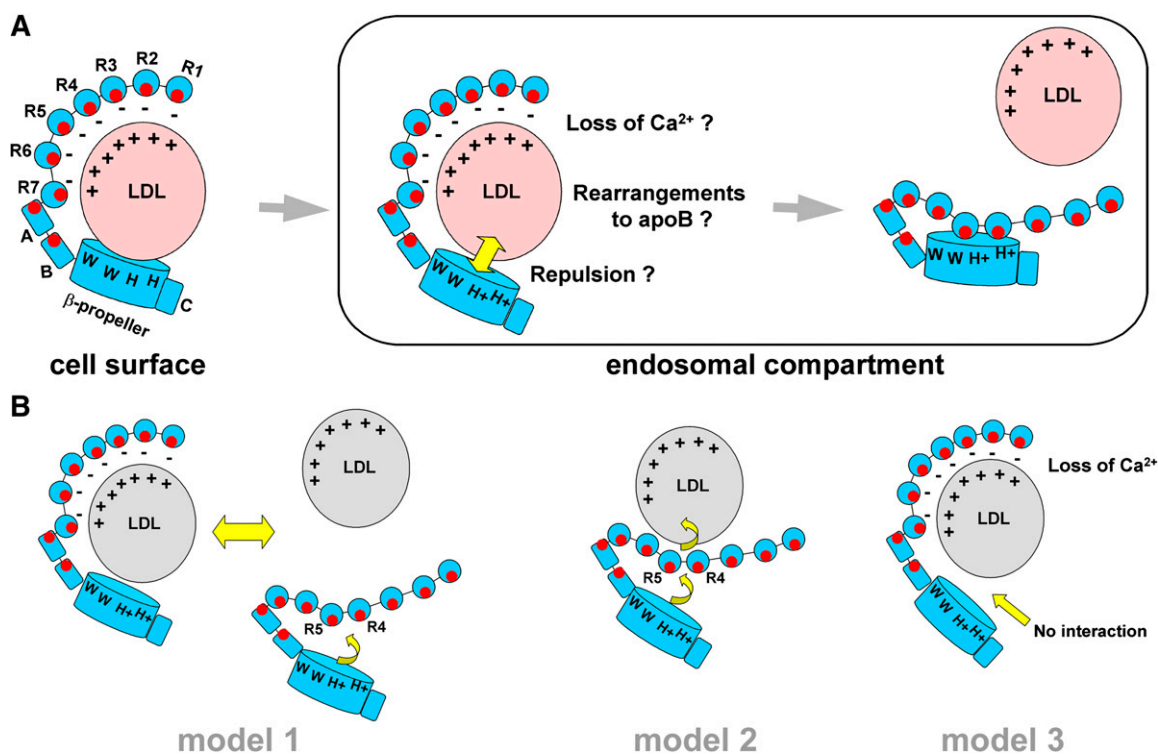 A
R1
R2
R3
R4
R5
R6
R7
A
B
C
- - - - - - -
+ + + + + + +
LDL
W W H H
β-propeller
cell surface
- - - - - - -
+ + + + + + +
LDL
W W H+ H+
Loss of Ca²⁺ ?
Rearrangements
to apoB ?
Repulsion ?
+ + + + + + +
LDL
W W H+ H+
endosomal compartment
B
- - - - - - -
+ + + + + + +
LDL
W W H+ H+
+ + + + + + +
LDL
R5 R4
W W H+ H+
model 1
+ + + + + + +
LDL
R5 R4
W W H+ H+
model 2
- - - - - - -
+ + + + + + +
LDL
W W H+ H+
Loss of Ca²⁺
No interaction
model 3